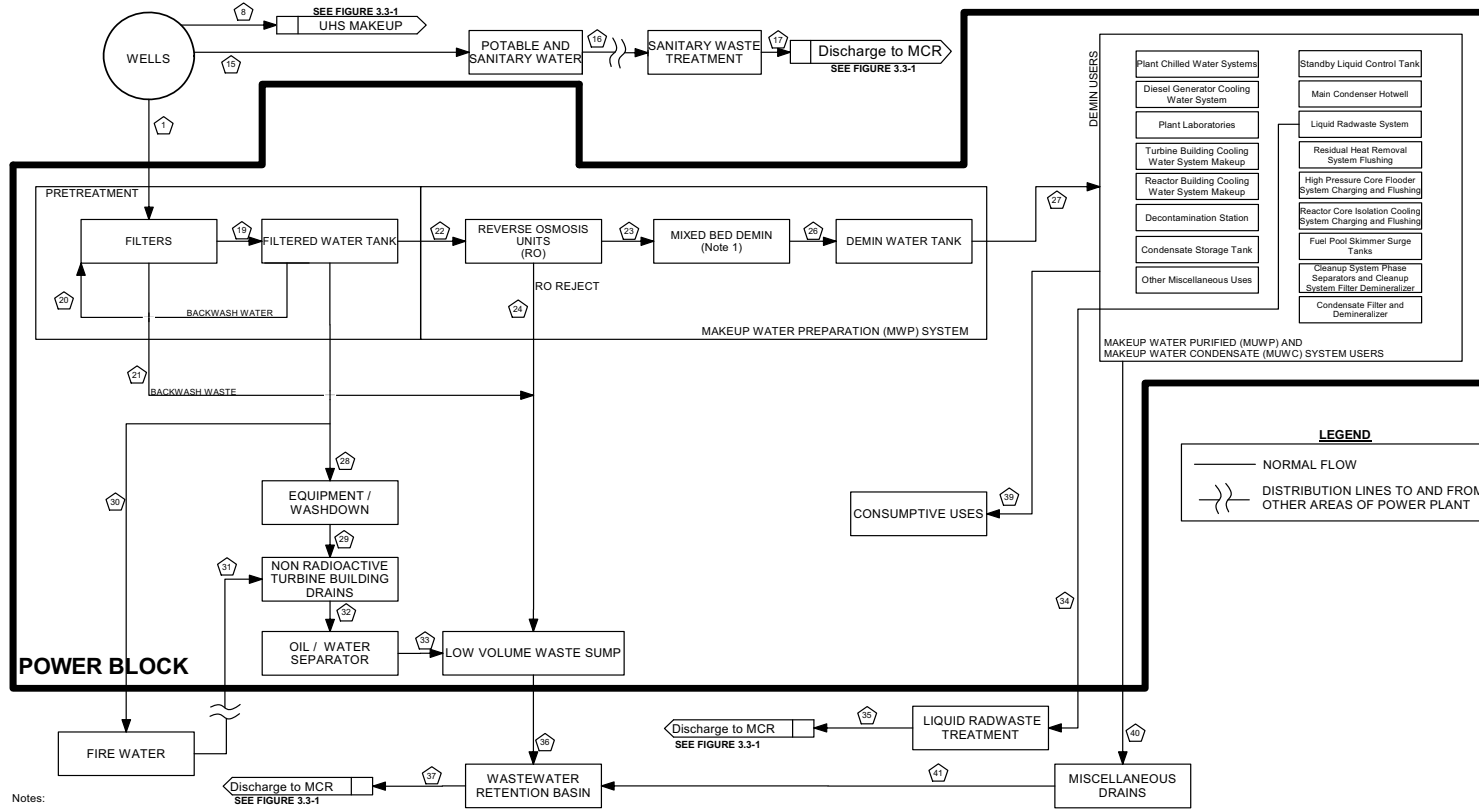 8
SEE FIGURE 3.3-1
UHS MAKEUP
WELLS
15
POTABLE AND
SANITARY WATER
16
SANITARY WASTE
TREATMENT
17
Discharge to MCR
SEE FIGURE 3.3-1
1
DEMIN USERS
Plant Chilled Water Systems
Diesel Generator Cooling
Water System
Plant Laboratories
Turbine Building Cooling
Water System Makeup
Reactor Building Cooling
Water System Makeup
Decontamination Station
Condensate Storage Tank
Other Miscellaneous Uses
Standby Liquid Control Tank
Main Condenser Hotwell
Liquid Radwaste System
Residual Heat Removal
System Flushing
High Pressure Core Flooder
System Charging and Flushing
Reactor Core Isolation Cooling
System Charging and Flushing
Fuel Pool Skimmer Surge
Tanks
Cleanup System Phase
Separators and Cleanup
System Filter Demineralizer
Condensate Filter and
Demineralizer
MAKEUP WATER PURIFIED (MUWP) AND
MAKEUP WATER CONDENSATE (MUWC) SYSTEM USERS
PRETREATMENT
FILTERS
19
FILTERED WATER TANK
22
REVERSE OSMOSIS
UNITS
(RO)
23
MIXED BED DEMIN
(Note 1)
26
DEMIN WATER TANK
27
20
BACKWASH WATER
RO REJECT
24
MAKEUP WATER PREPARATION (MWP) SYSTEM
21
BACKWASH WASTE
28
30
EQUIPMENT /
WASHDOWN
29
31
NON RADIOACTIVE
TURBINE BUILDING
DRAINS
32
OIL / WATER
SEPARATOR
33
LOW VOLUME WASTE SUMP
CONSUMPTIVE USES
39
34
LEGEND
NORMAL FLOW
DISTRIBUTION LINES TO AND FROM
OTHER AREAS OF POWER PLANT
POWER BLOCK
FIRE WATER
36
Discharge to MCR
SEE FIGURE 3.3-1
35
LIQUID RADWASTE
TREATMENT
40
Discharge to MCR
SEE FIGURE 3.3-1
37
WASTEWATER
RETENTION BASIN
41
MISCELLANEOUS
DRAINS
Notes: